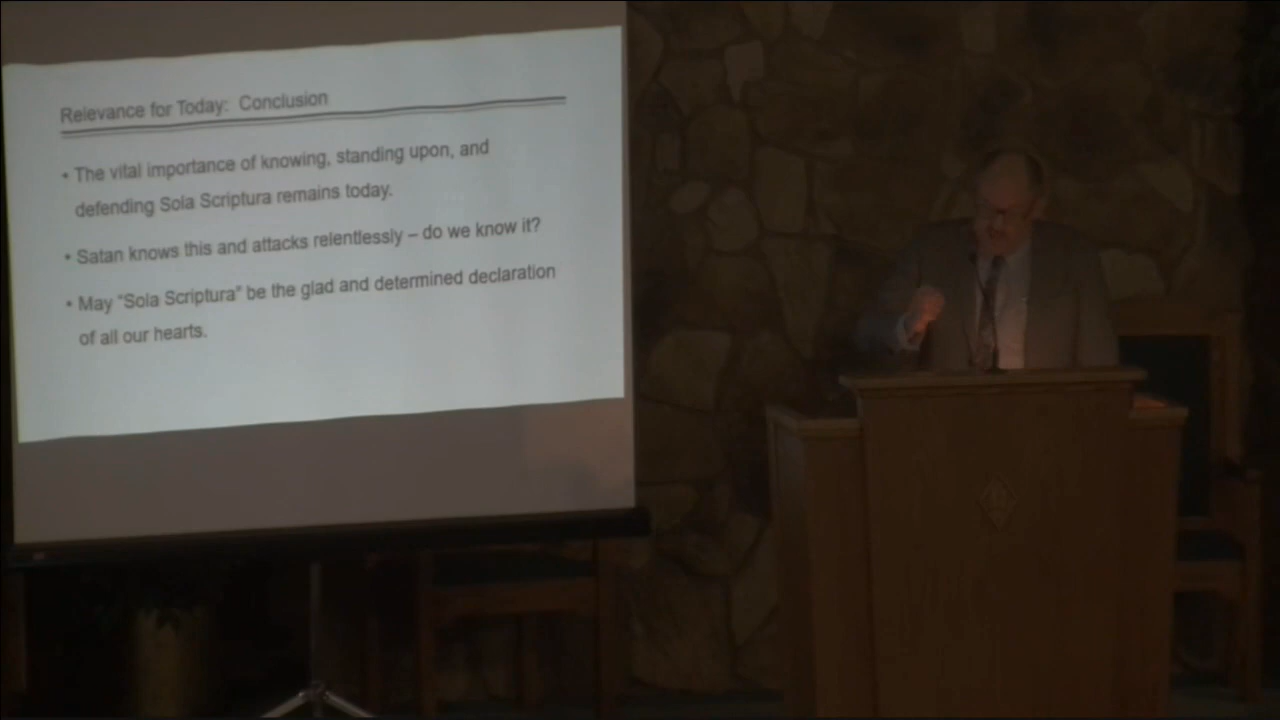 Relevance for Today: Conclusion
• The vital importance of knowing, standing upon, and
defending Sola Scriptura remains today.
• Satan knows this and attacks relentlessly – do we know it?
• May “Sola Scriptura” be the glad and determined declaration
of all our hearts.